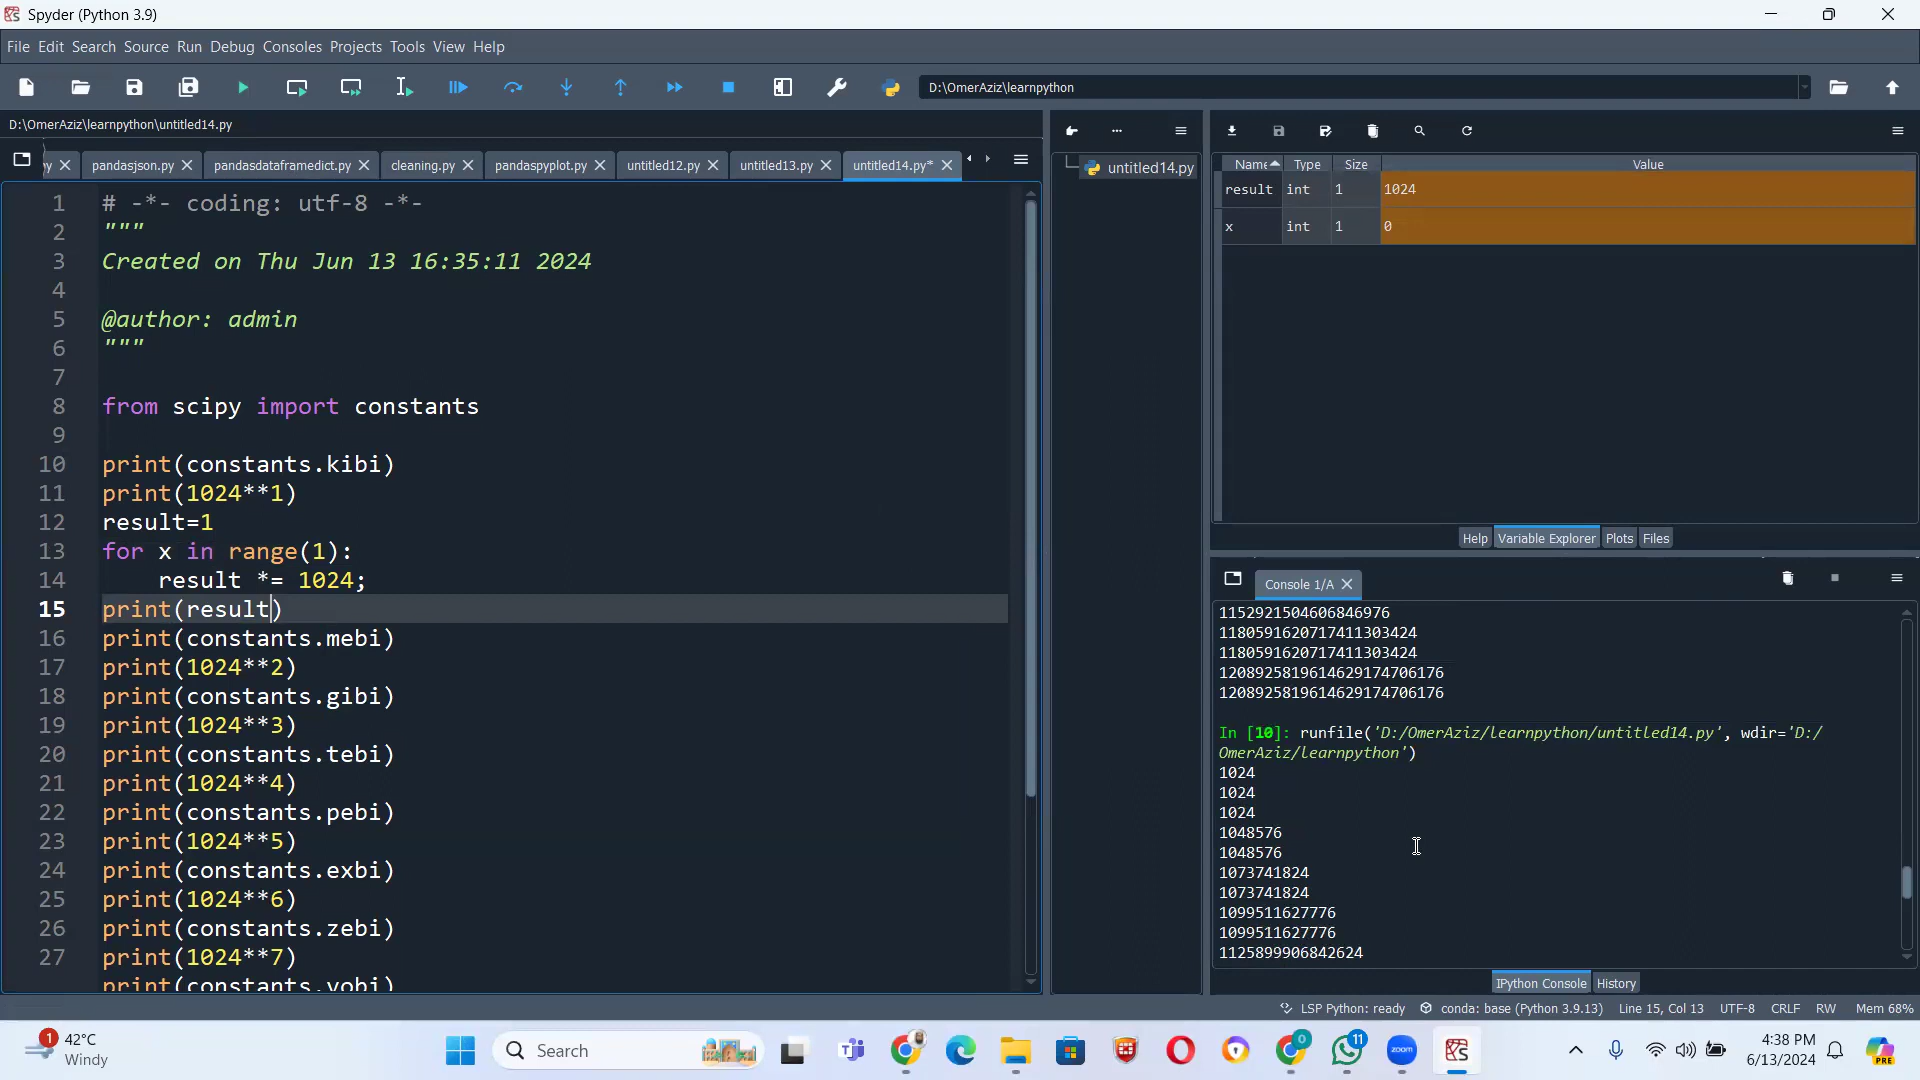 Spyder (Python 3.9)
File Edit Search Source Run Debug Consoles Projects Tools View Help
D:\OmerAziz\learnpython
D:\OmerAziz\learnpython\untitled14.py
y pandasjson.py pandasdataframedict.py cleaning.py pandaspyplot.py untitled12.py untitled13.py untitled14.py*
1 # -*- coding: utf-8 -*-
2 """
3 Created on Thu Jun 13 16:35:11 2024
4
5 @author: admin
6 """
7
8 from scipy import constants
9
10 print(constants.kibi)
11 print(1024**1)
12 result=1
13 for x in range(1):
14 result *= 1024;
15 print(result)
16 print(constants.mebi)
17 print(1024**2)
18 print(constants.gibi)
19 print(1024**3)
20 print(constants.tebi)
21 print(1024**4)
22 print(constants.pebi)
23 print(1024**5)
24 print(constants.exbi)
25 print(1024**6)
26 print(constants.zebi)
27 print(1024**7)
print(constants.yobi)
untitled14.py
Name Type Size Value
result int 1 1024
x int 1 0
Help Variable Explorer Plots Files
Console 1/A
1152921504606846976
1180591620717411303424
1180591620717411303424
1208925819614629174706176
1208925819614629174706176
In [10]: runfile('D:/OmerAziz/learnpython/untitled14.py', wdir='D:/
OmerAziz/learnpython')
1024
1024
1024
1048576
1048576
1073741824
1073741824
1099511627776
1099511627776
1125899906842624
IPython Console History
LSP Python: ready conda: base (Python 3.9.13) Line 15, Col 13 UTF-8 CRLF RW Mem 68%
1
42°C
Windy
Search
0
11
zoom
4:38 PM
6/13/2024
PRE